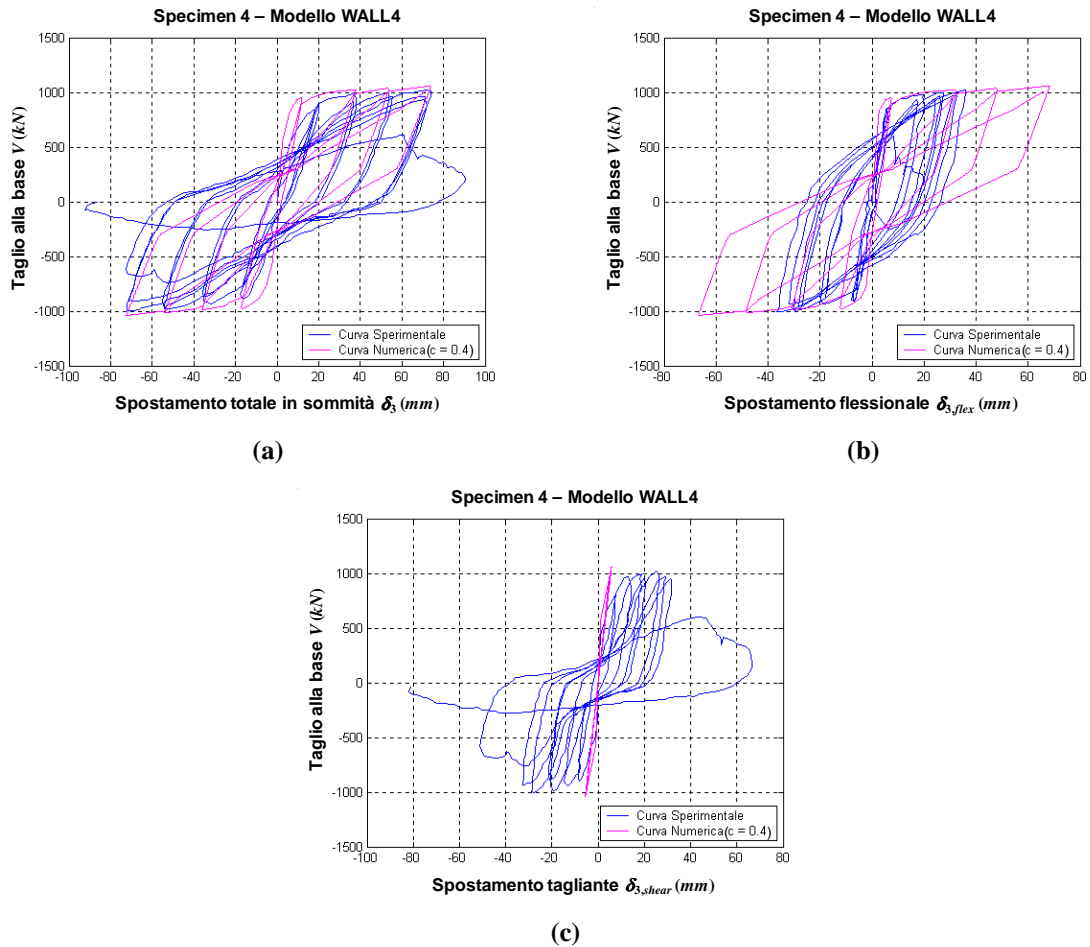 Specimen 4 – Modello WALL4
1500
1000
500
0
-500
-1000
-1500
-100 -80 -60 -40 -20 0 20 40 60 80 100
Taglio alla base V (kN)
Curva Sperimentale
Curva Numerica (c = 0.4)
Spostamento totale in sommità δ3 (mm)
(a)
Specimen 4 – Modello WALL4
1500
1000
500
0
-500
-1000
-1500
-80 -60 -40 -20 0 20 40 60 80
Taglio alla base V (kN)
Curva Sperimentale
Curva Numerica (c = 0.4)
Spostamento flessionale δ3,flex (mm)
(b)
Specimen 4 – Modello WALL4
1500
1000
500
0
-500
-1000
-1500
-100 -80 -60 -40 -20 0 20 40 60 80
Taglio alla base V (kN)
Curva Sperimentale
Curva Numerica (c = 0.4)
Spostamento tagliante δ3,shear (mm)
(c)